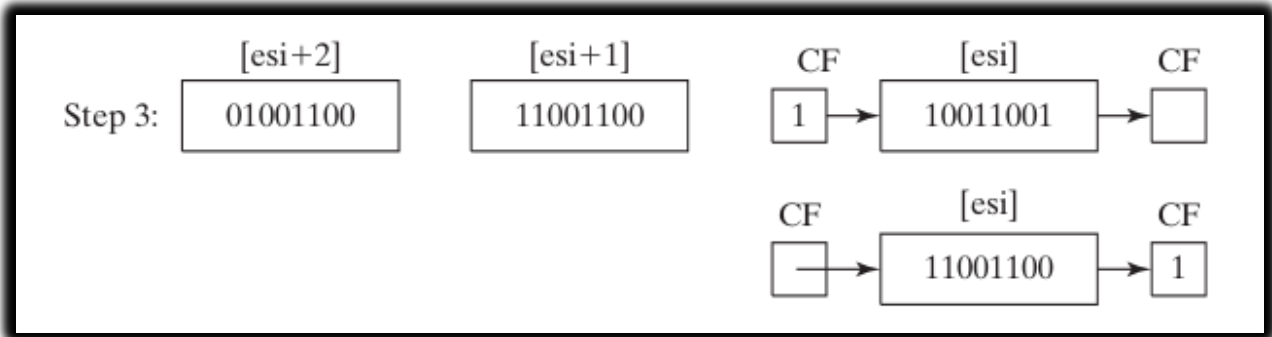 [esi+2] [esi+1] CF [esi] CF
Step 3: 01001100 11001100 1 10011001
CF [esi] CF
11001100 1